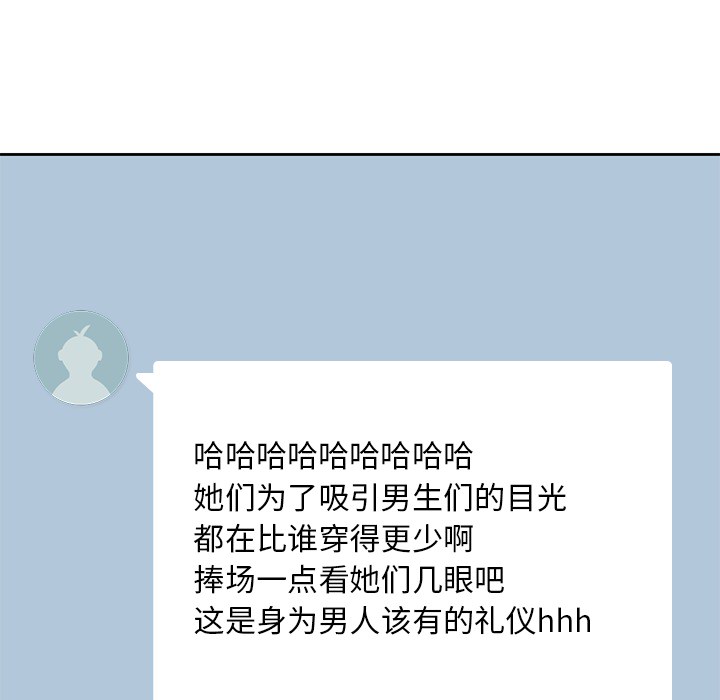 哈哈哈哈哈哈哈哈哈
她们为了吸引男生们的目光
都在比谁穿得更少啊
捧场一点看她们几眼吧
这是身为男人该有的礼仪hhh